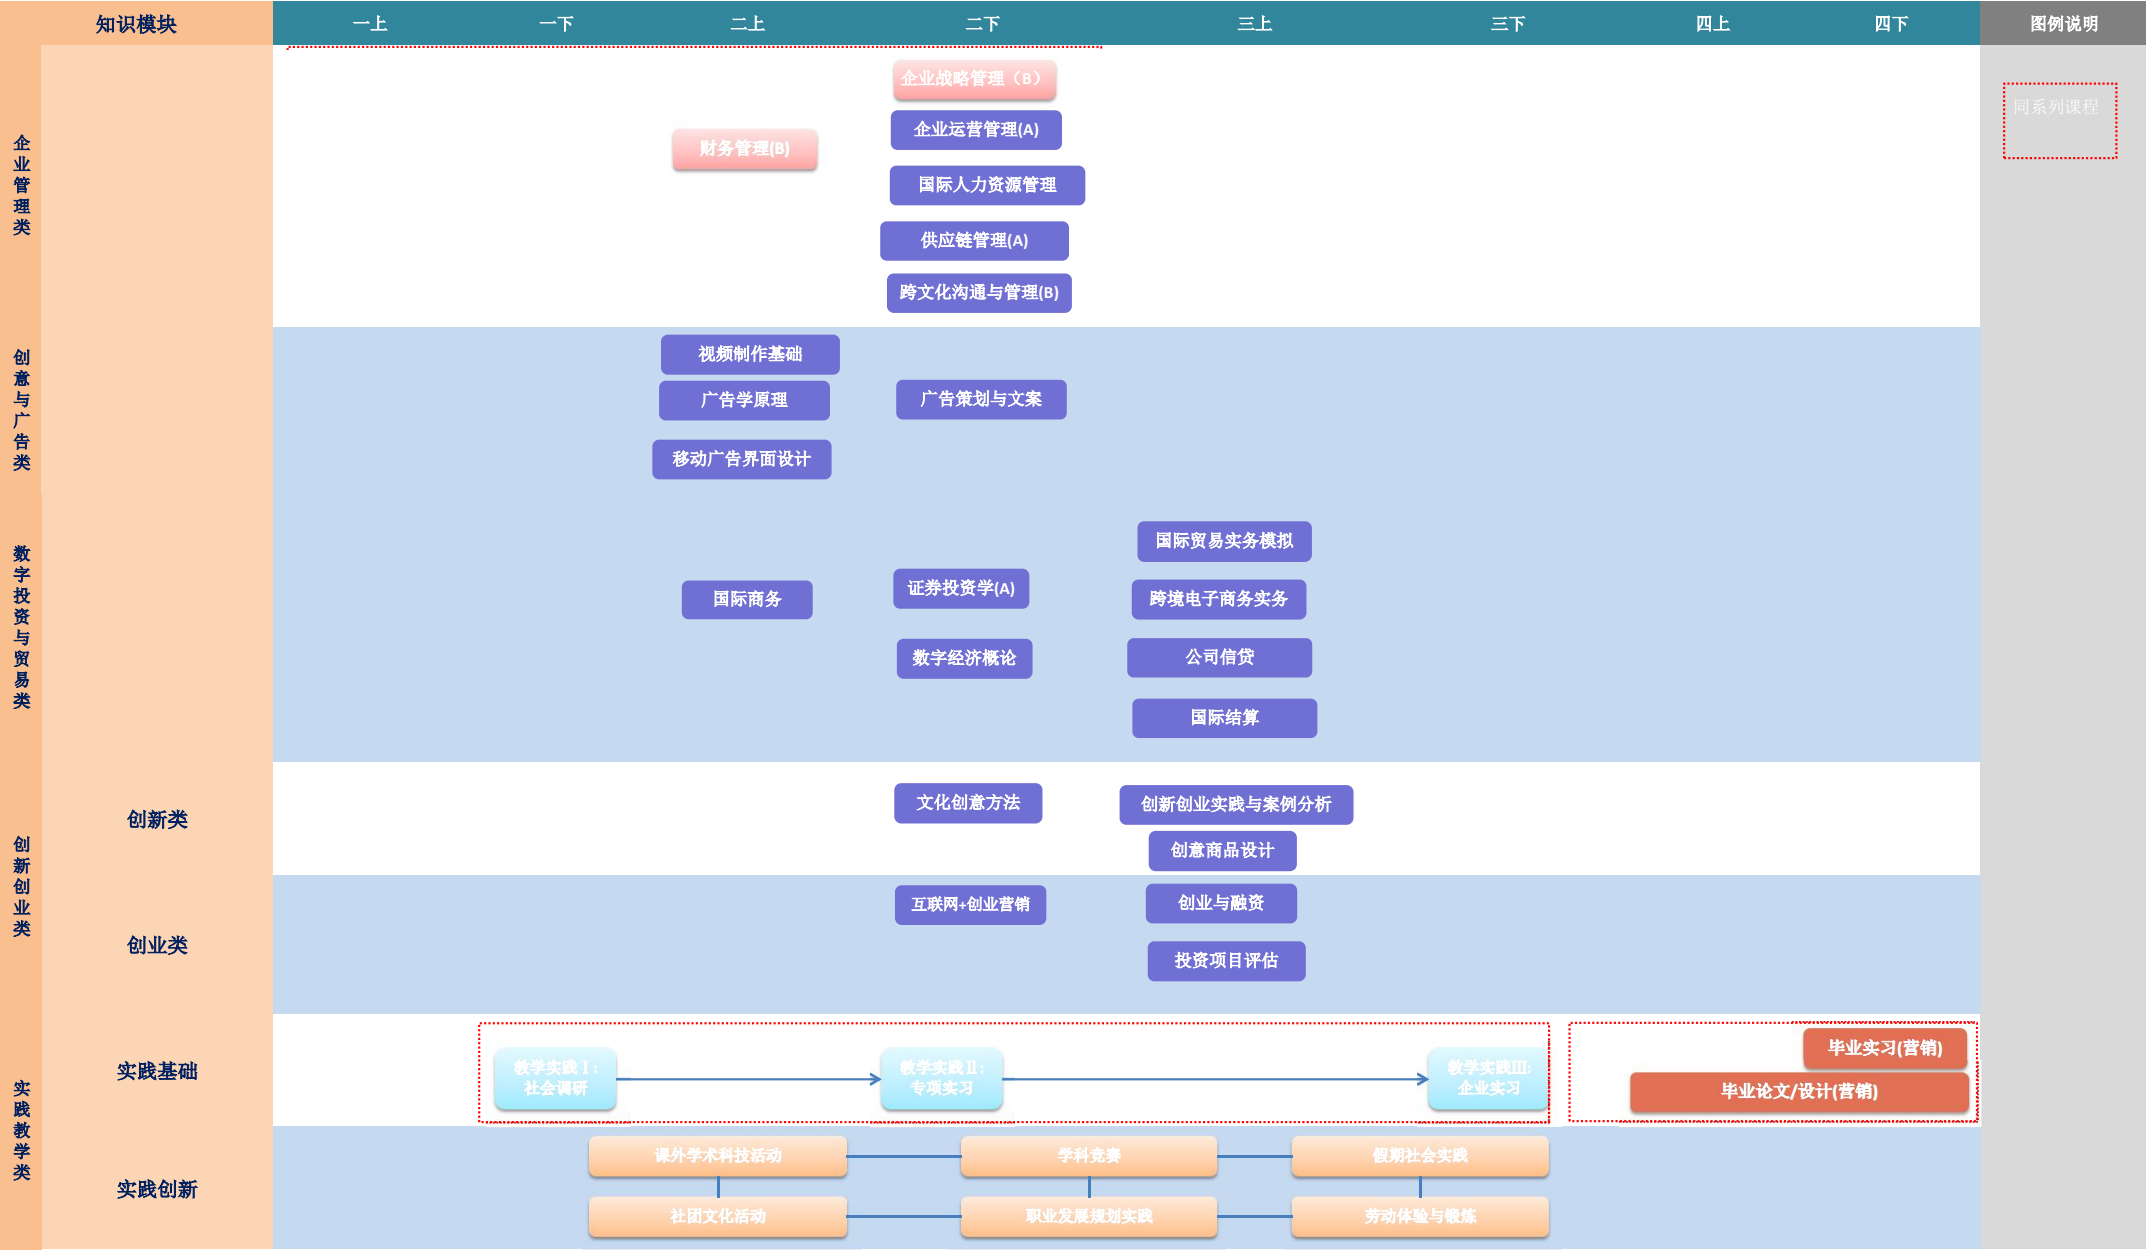 知识模块
一上
一下
二上
二下
三上
三下
四上
四下
图例说明
同系列课程
企业管理类
企业战略管理（B）
企业运营管理(A)
财务管理(B)
国际人力资源管理
供应链管理(A)
跨文化沟通与管理(B)
创意与广告类
视频制作基础
广告学原理
广告策划与文案
移动广告界面设计
数字投资与贸易类
国际贸易实务模拟
国际商务
证券投资学(A)
跨境电子商务实务
数字经济概论
公司信贷
国际结算
创新创业类
创新类
文化创意方法
创新创业实践与案例分析
创意商品设计
创业类
互联网+创业营销
创业与融资
投资项目评估
实践教学类
实践基础
教学实践Ⅰ:
社会调研
教学实践Ⅱ:
专项实习
教学实践Ⅲ:
企业实习
毕业实习(营销)
毕业论文/设计(营销)
实践创新
课外学术科技活动
学科竞赛
假期社会实践
社团文化活动
职业发展规划实践
劳动体验与锻炼